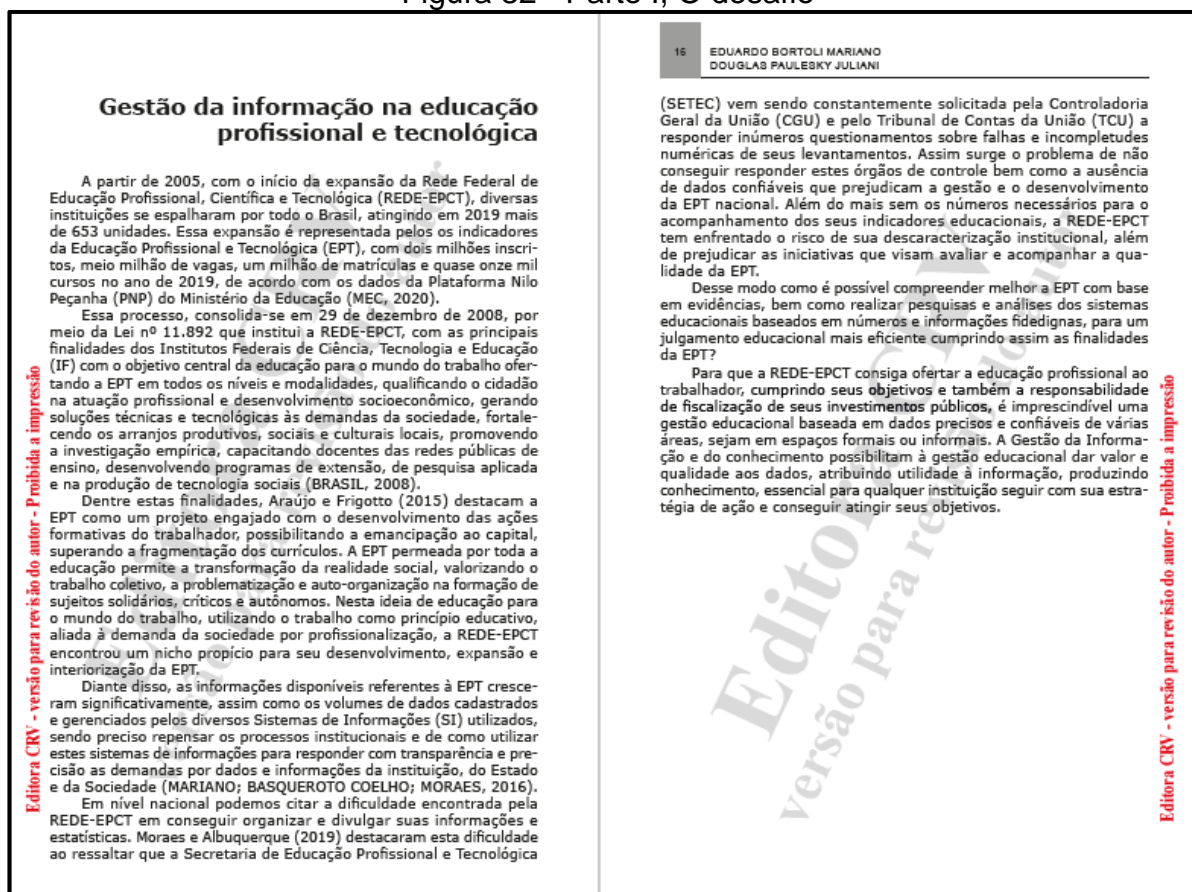 Gestão da informação na educação
profissional e tecnológica
A partir de 2005, com o início da expansão da Rede Federal de
Educação Profissional, Científica e Tecnológica (REDE-EPCT), diversas
instituições se espalharam por todo o Brasil, atingindo em 2019 mais
de 653 unidades. Essa expansão é representada pelos os indicadores
da Educação Profissional e Tecnológica (EPT), com dois milhões inscri-
tos, meio milhão de vagas, um milhão de matrículas e quase onze mil
cursos no ano de 2019, de acordo com os dados da Plataforma Nilo
Peçanha (PNP) do Ministério da Educação (MEC, 2020).
Essa processo, consolida-se em 29 de dezembro de 2008, por
meio da Lei nº 11.892 que institui a REDE-EPCT, com as principais
finalidades dos Institutos Federais de Ciência, Tecnologia e Educação
(IF) com o objetivo central da educação para o mundo do trabalho ofer-
tando a EPT em todos os níveis e modalidades, qualificando o cidadão
na atuação profissional e desenvolvimento socioeconômico, gerando
soluções técnicas e tecnológicas às demandas da sociedade, fortale-
cendo os arranjos produtivos, sociais e culturais locais, promovendo
a investigação empírica, capacitando docentes das redes públicas de
ensino, desenvolvendo programas de extensão, de pesquisa aplicada
e na produção de tecnologia sociais (BRASIL, 2008).
Dentre estas finalidades, Araújo e Frigotto (2015) destacam a
EPT como um projeto engajado com o desenvolvimento das ações
formativas do trabalhador, possibilitando a emancipação ao capital,
superando a fragmentação dos currículos. A EPT permeada por toda a
educação permite a transformação da realidade social, valorizando o
trabalho coletivo, a problematização e auto-organização na formação de
sujeitos solidários, críticos e autônomos. Nesta ideia de educação para
o mundo do trabalho, utilizando o trabalho como princípio educativo,
aliada à demanda da sociedade por profissionalização, a REDE-EPCT
encontrou um nicho propício para seu desenvolvimento, expansão e
interiorização da EPT.
Diante disso, as informações disponíveis referentes à EPT cresce-
ram significativamente, assim como os volumes de dados cadastrados
e gerenciados pelos diversos Sistemas de Informações (SI) utilizados,
sendo preciso repensar os processos institucionais e de como utilizar
estes sistemas de informações para responder com transparência e pre-
cisão as demandas por dados e informações da instituição, do Estado
e da Sociedade (MARIANO; BASQUEROTO COELHO; MORAES, 2016).
Em nível nacional podemos citar a dificuldade encontrada pela
REDE-EPCT em conseguir organizar e divulgar suas informações e
estatísticas. Moraes e Albuquerque (2019) destacaram esta dificuldade
ao ressaltar que a Secretaria de Educação Profissional e Tecnológica
Editora CRV - versão para revisão do autor - Proibida a impressão
Editora CRV
versão para revisão do autor
16 EDUARDO BORTOLI MARIANO
DOUGLAS PAULESKY JULIANI
(SETEC) vem sendo constantemente solicitada pela Controladoria
Geral da União (CGU) e pelo Tribunal de Contas da União (TCU) a
responder inúmeros questionamentos sobre falhas e incompletudes
numéricas de seus levantamentos. Assim surge o problema de não
conseguir responder estes órgãos de controle bem como a ausência
de dados confiáveis que prejudicam a gestão e o desenvolvimento
da EPT nacional. Além do mais sem os números necessários para o
acompanhamento dos seus indicadores educacionais, a REDE-EPCT
tem enfrentado o risco de sua descaracterização institucional, além
de prejudicar as iniciativas que visam avaliar e acompanhar a qua-
lidade da EPT.
Desse modo como é possível compreender melhor a EPT com base
em evidências, bem como realizar pesquisas e análises dos sistemas
educacionais baseados em números e informações fidedignas, para um
julgamento educacional mais eficiente cumprindo assim as finalidades
da EPT?
Para que a REDE-EPCT consiga ofertar a educação profissional ao
trabalhador, cumprindo seus objetivos e também a responsabilidade
de fiscalização de seus investimentos públicos, é imprescindível uma
gestão educacional baseada em dados precisos e confiáveis de várias
áreas, sejam em espaços formais ou informais. A Gestão da Informa-
ção e do conhecimento possibilitam à gestão educacional dar valor e
qualidade aos dados, atribuindo utilidade à informação, produzindo
conhecimento, essencial para qualquer instituição seguir com sua estra-
tégia de ação e conseguir atingir seus objetivos.
Editora CRV - versão para revisão do autor - Proibida a impressão
Editora CRV
versão para revisão do autor